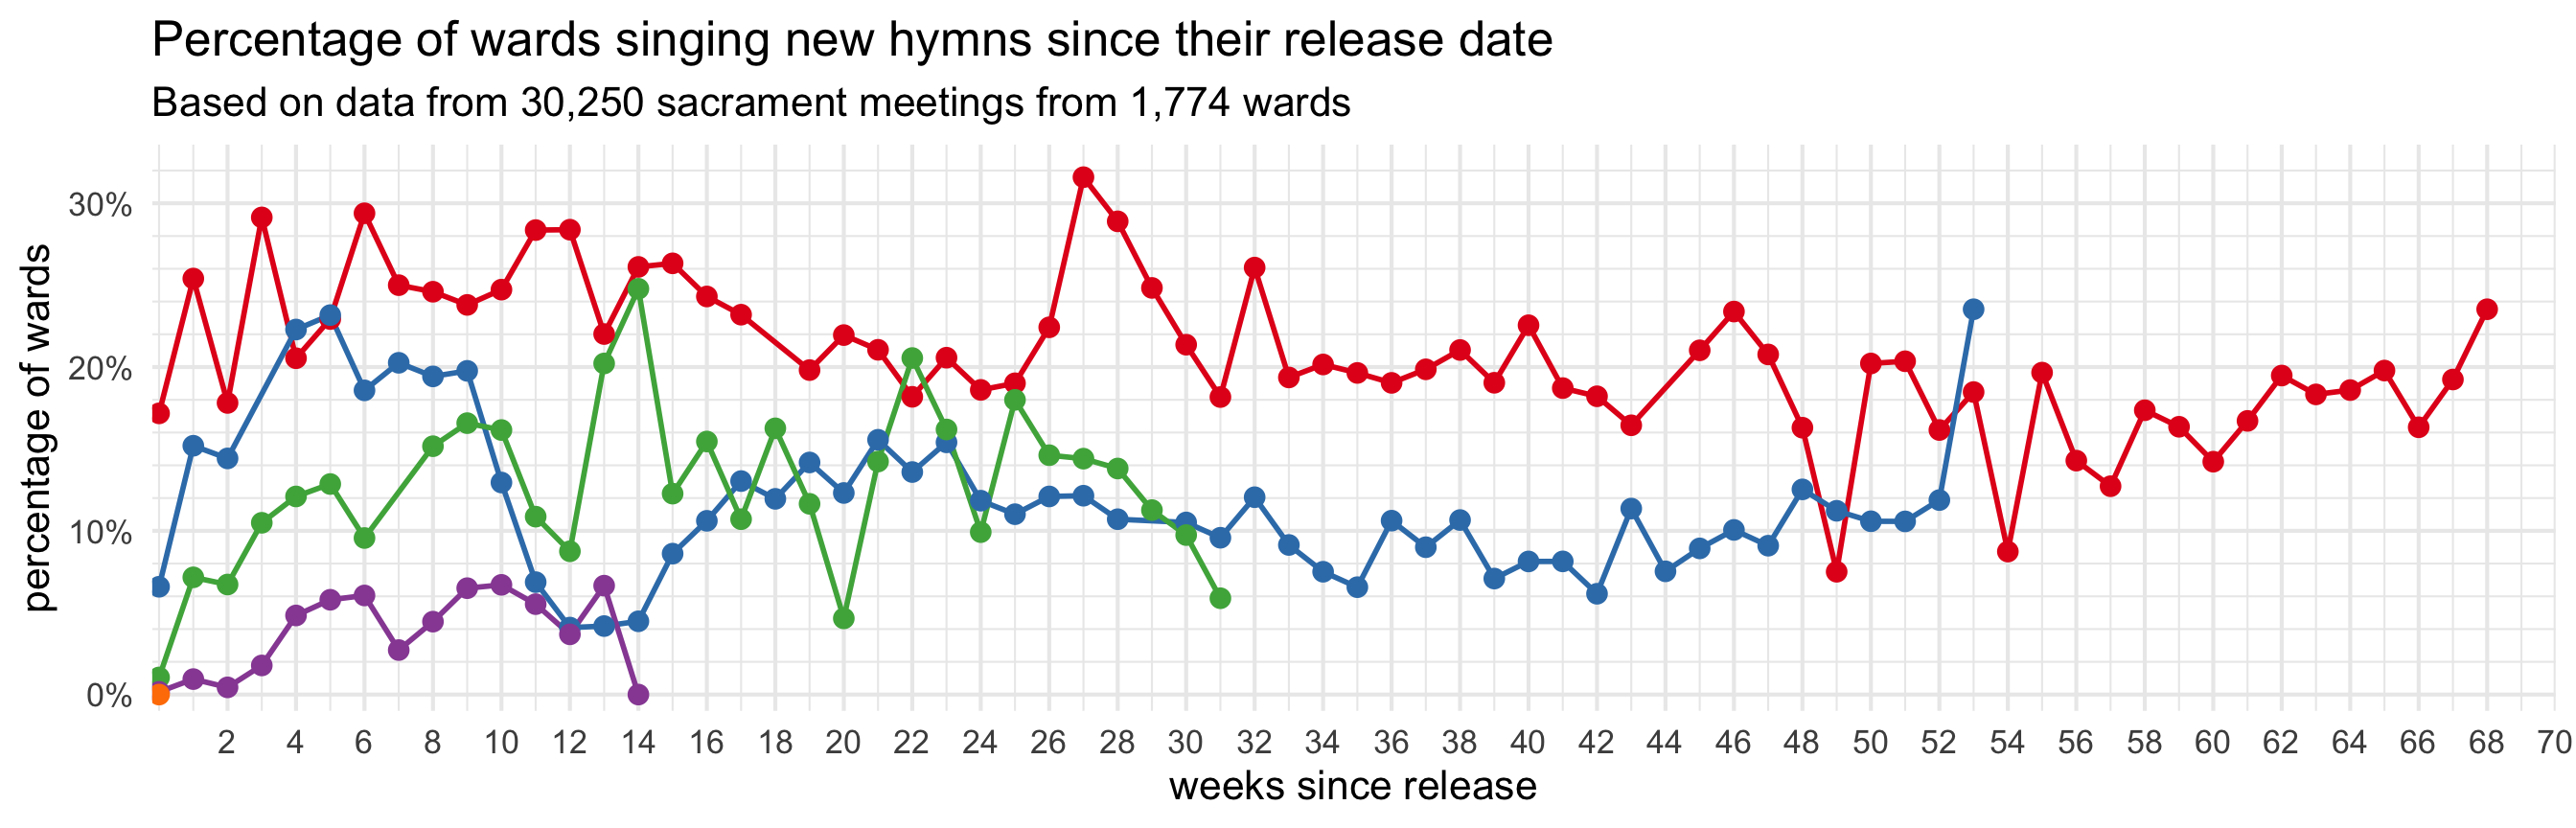 Percentage of wards singing new hymns since their release date
Based on data from 30,250 sacrament meetings from 1,774 wards
percentage of wards
30%
20%
10%
0%
2 4 6 8 10 12 14 16 18 20 22 24 26 28 30 32 34 36 38 40 42 44 46 48 50 52 54 56 58 60 62 64 66 68 70
weeks since release